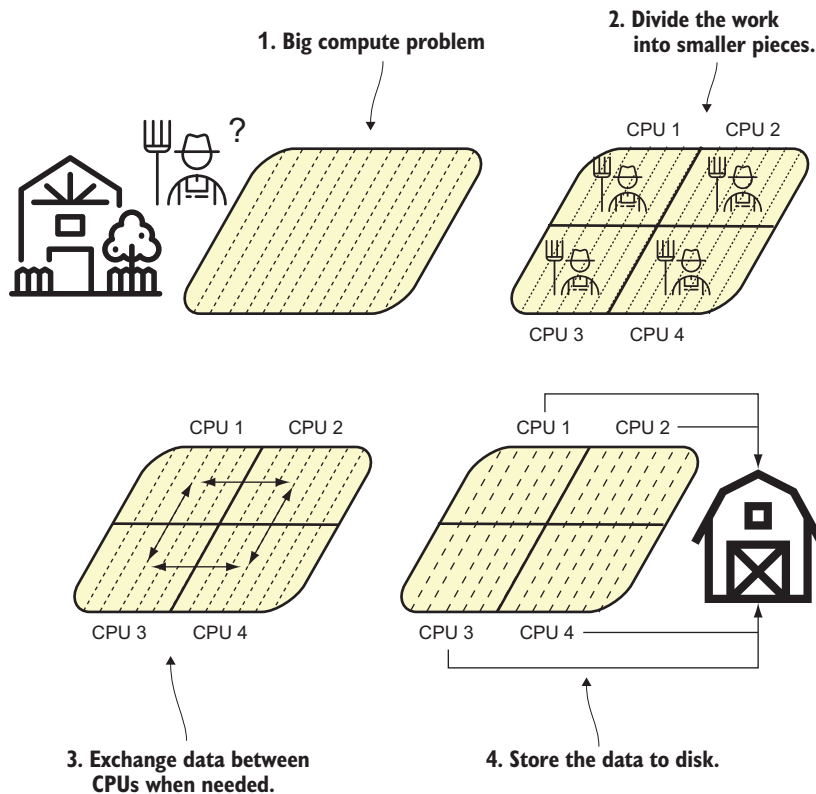 1. Big compute problem
2. Divide the work
into smaller pieces.
?
CPU 1
CPU 2
CPU 3
CPU 4
CPU 1
CPU 2
CPU 3
CPU 4
3. Exchange data between
CPUs when needed.
CPU 1
CPU 2
CPU 3
CPU 4
4. Store the data to disk.